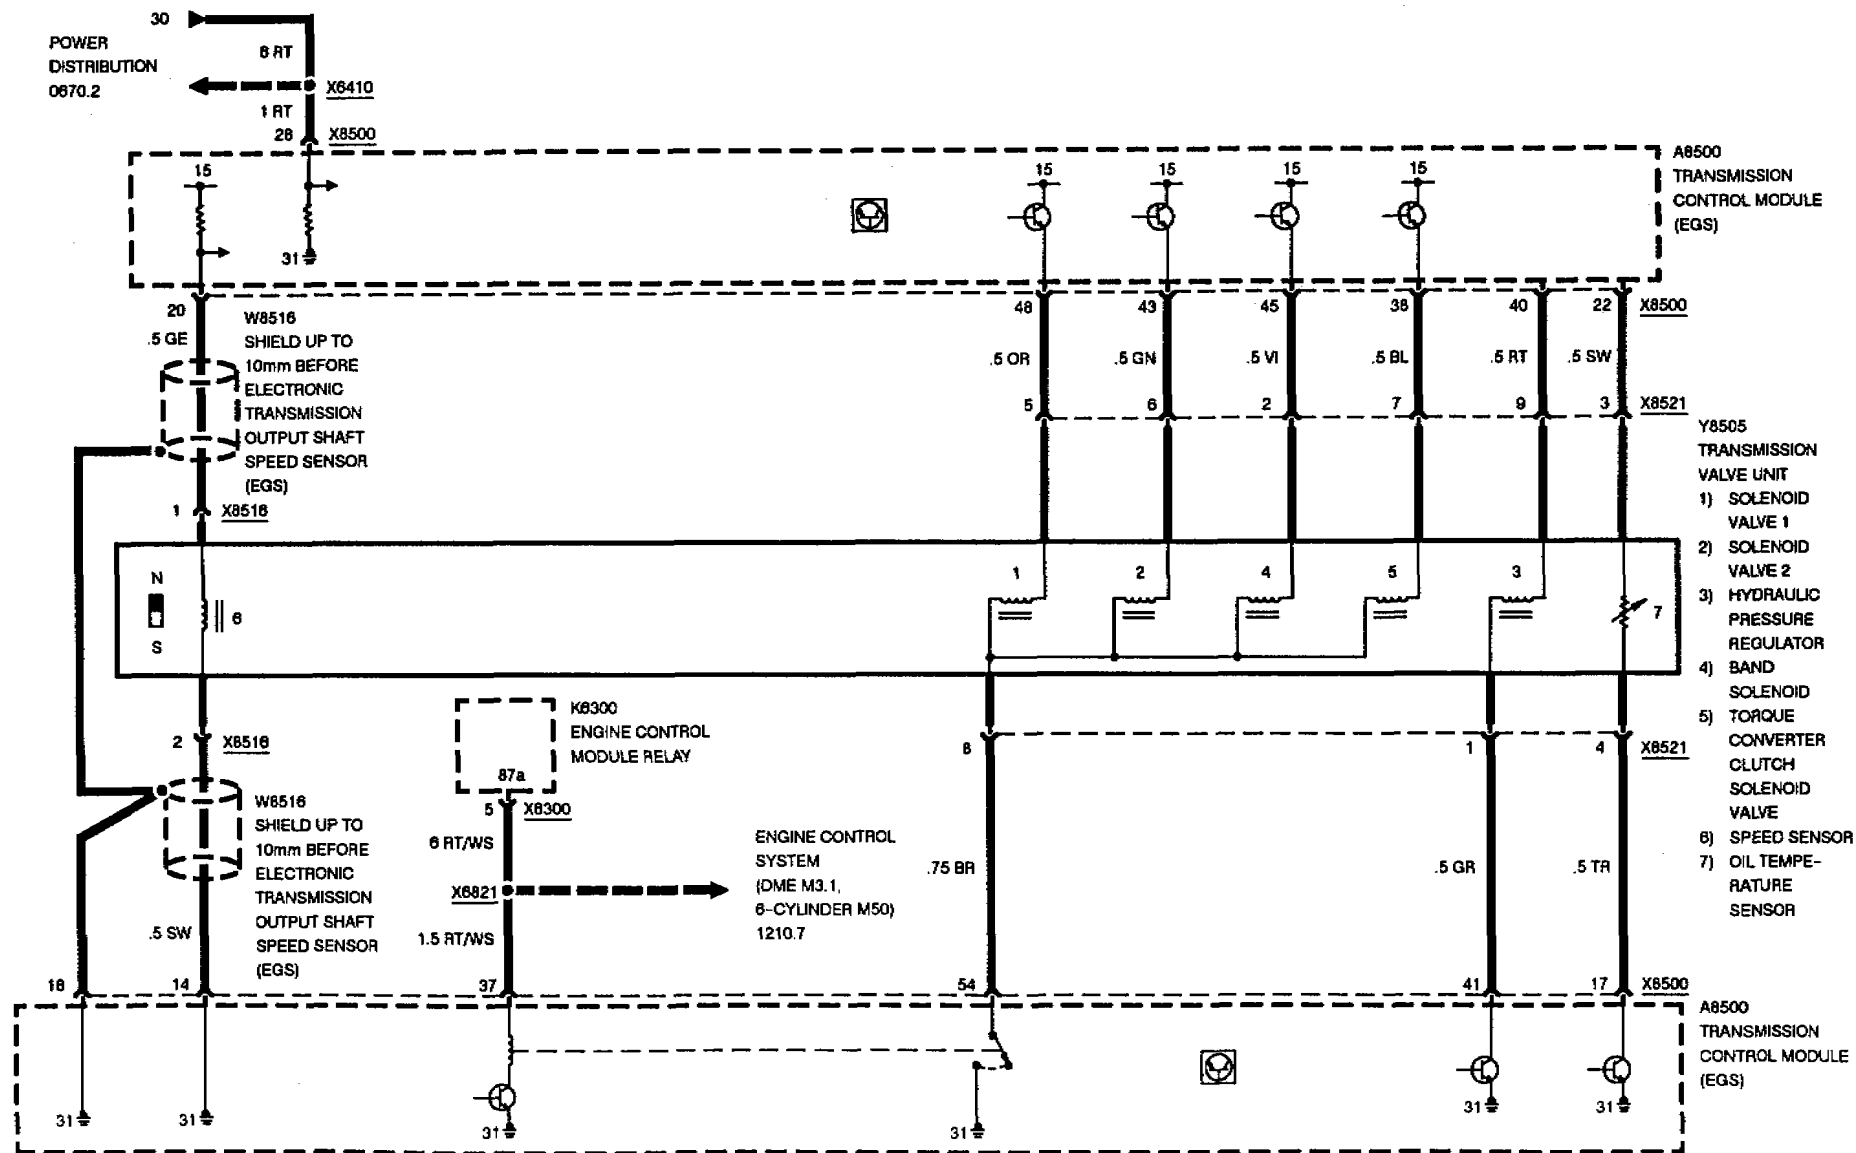 30
POWER
DISTRIBUTION
0670.2
6 RT
X6410
1 RT
28 X8500
A8500
TRANSMISSION
CONTROL MODULE
(EGS)
15
31
15 15 15 15
20
.5 GE
W8516
SHIELD UP TO
10mm BEFORE
ELECTRONIC
TRANSMISSION
OUTPUT SHAFT
SPEED SENSOR
(EGS)
48 43 45 38 40 22 X8500
.5 OR .5 GN .5 VI .5 BL .5 RT .5 SW
5 6 2 7 9 3 X8521
1 X8516
Y8505
TRANSMISSION
VALVE UNIT
1) SOLENOID
VALVE 1
2) SOLENOID
VALVE 2
3) HYDRAULIC
PRESSURE
REGULATOR
4) BAND
SOLENOID
5) TORQUE
CONVERTER
CLUTCH
SOLENOID
VALVE
6) SPEED SENSOR
7) OIL TEMPE-
RATURE
SENSOR
N
S
6
1 2 4 5 3 7
2 X8516
K6300
ENGINE CONTROL
MODULE RELAY
87a
5 X6300
6 RT/WS
X6821
1.5 RT/WS
ENGINE CONTROL
SYSTEM
(DME M3.1,
6-CYLINDER M50)
1210.7
8 1 4 X8521
.75 BR .5 GR .5 TR
W8516
SHIELD UP TO
10mm BEFORE
ELECTRONIC
TRANSMISSION
OUTPUT SHAFT
SPEED SENSOR
(EGS)
.5 SW
18 14 37 54 41 17 X8500
A8500
TRANSMISSION
CONTROL MODULE
(EGS)
31 31 31 31 31 31